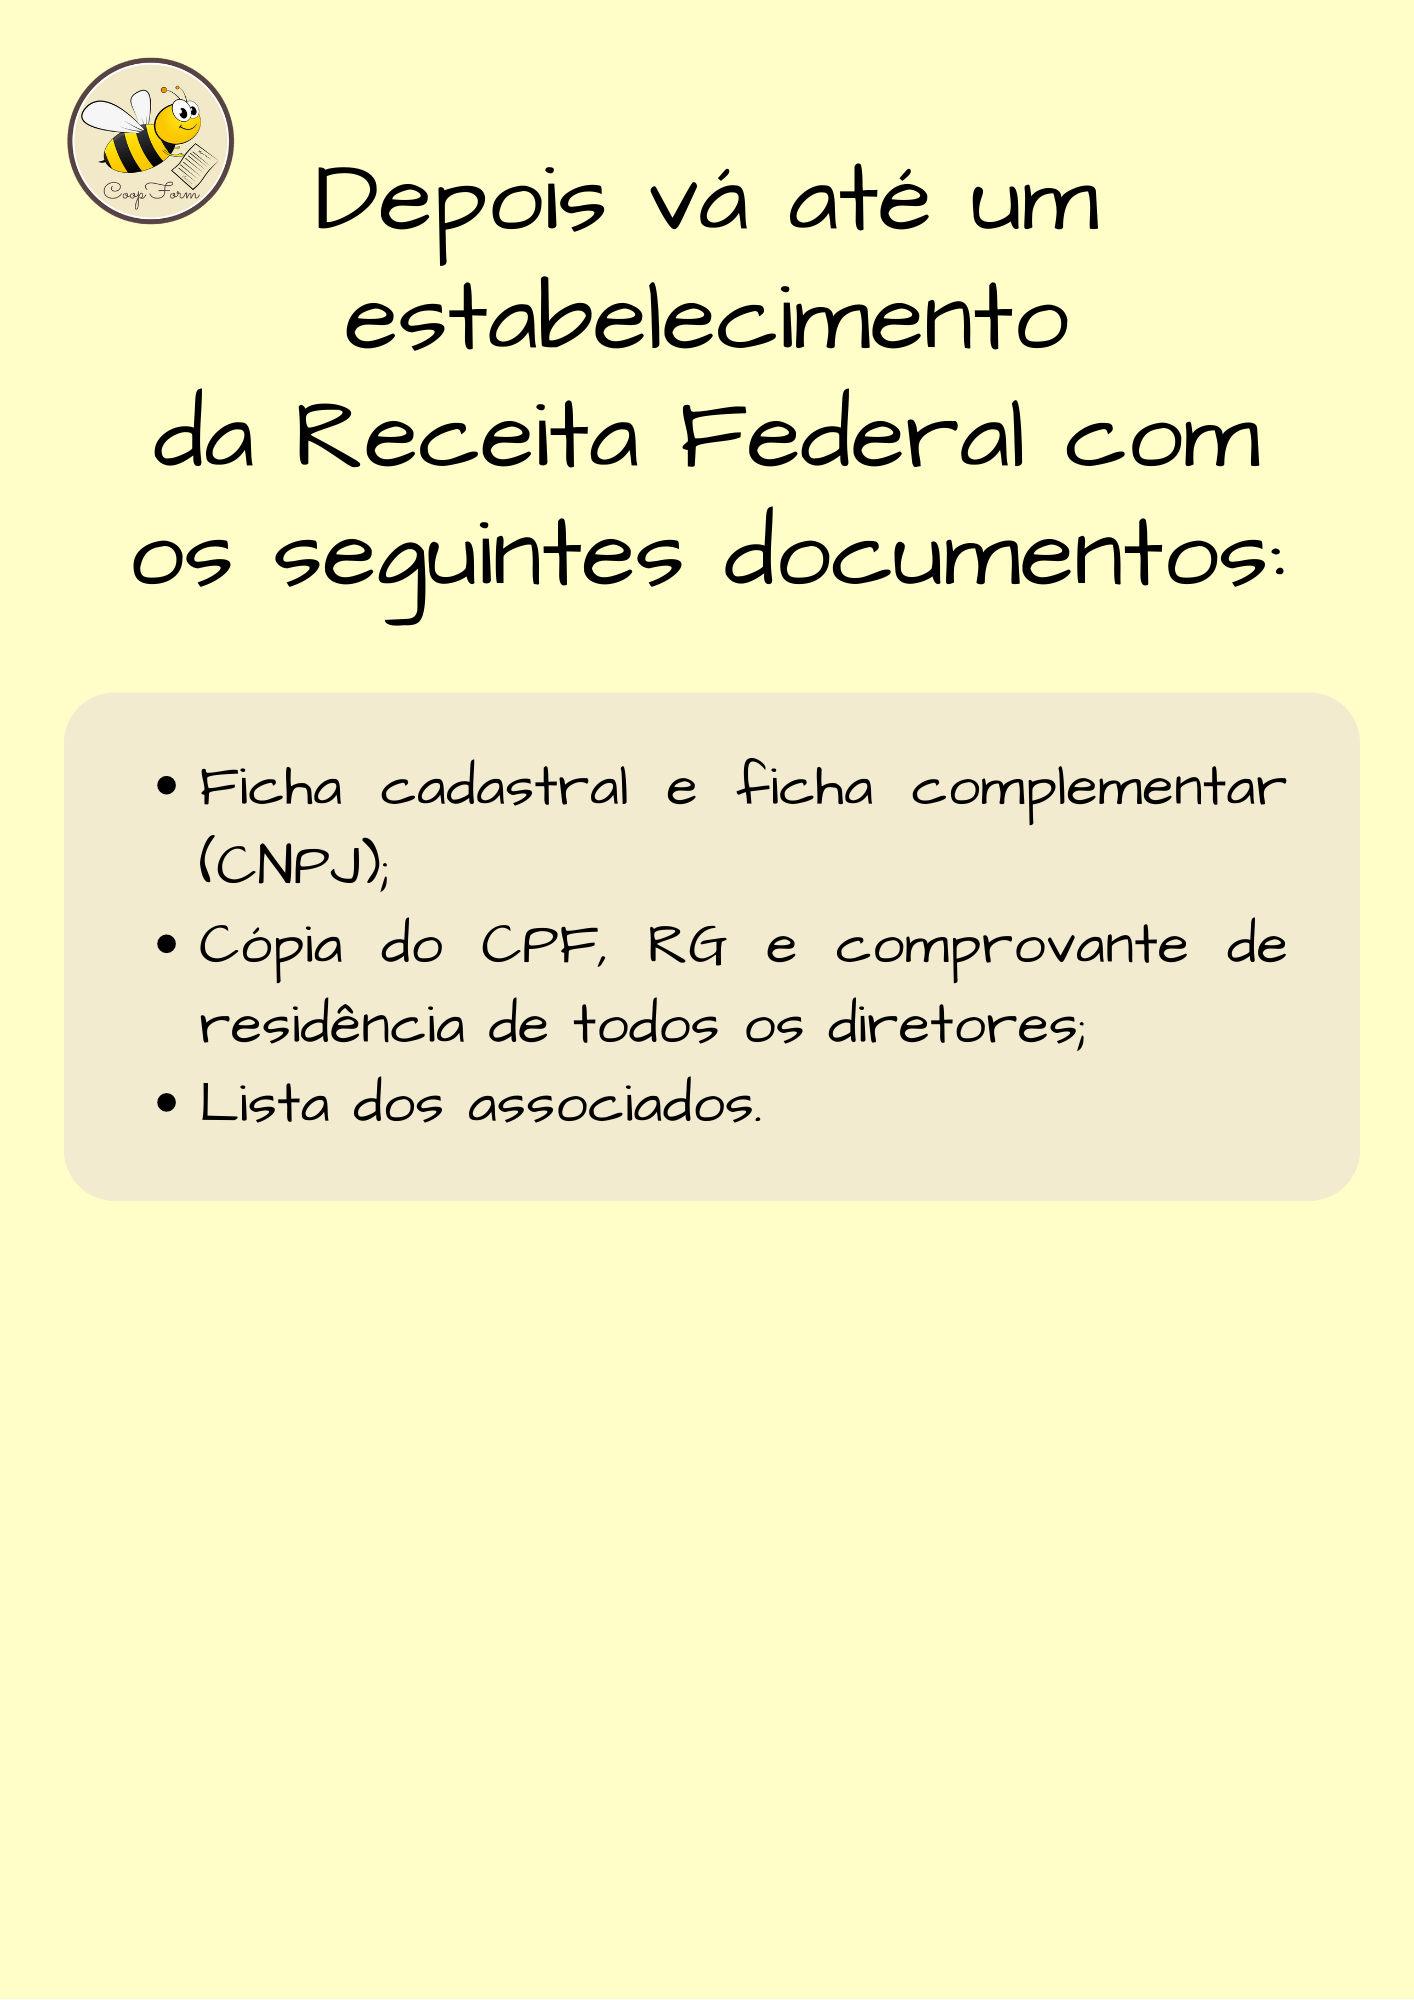 Coop Form
Depois vá até um
estabelecimento
da Receita Federal com
os seguintes documentos:
• Ficha cadastral e ficha complementar
(CNPJ);
• Cópia do CPF, RG e comprovante de
residência de todos os diretores;
• Lista dos associados.